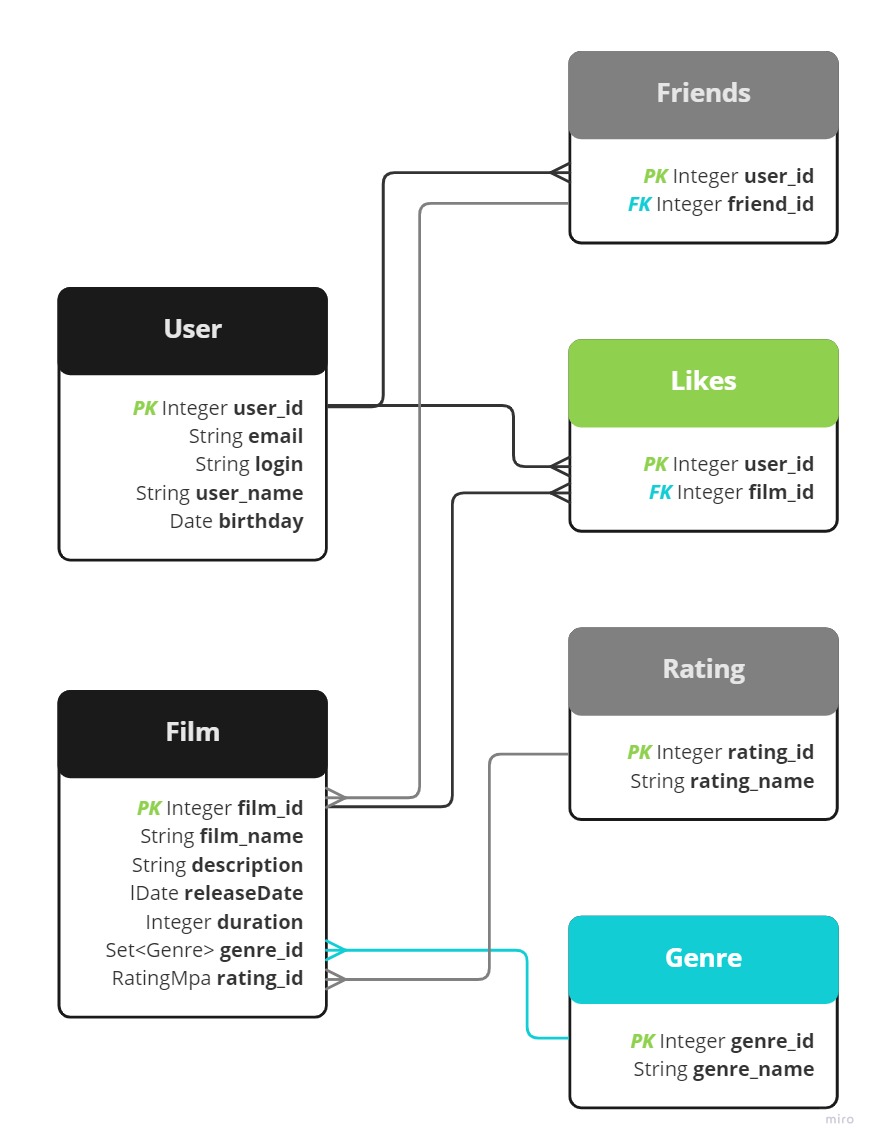 Friends
PK Integer user_id
FK Integer friend_id
User
PK Integer user_id
String email
String login
String user_name
Date birthday
Likes
PK Integer user_id
FK Integer film_id
Film
PK Integer film_id
String film_name
String description
lDate releaseDate
Integer duration
Set<Genre> genre_id
RatingMpa rating_id
Rating
PK Integer rating_id
String rating_name
Genre
PK Integer genre_id
String genre_name
miro